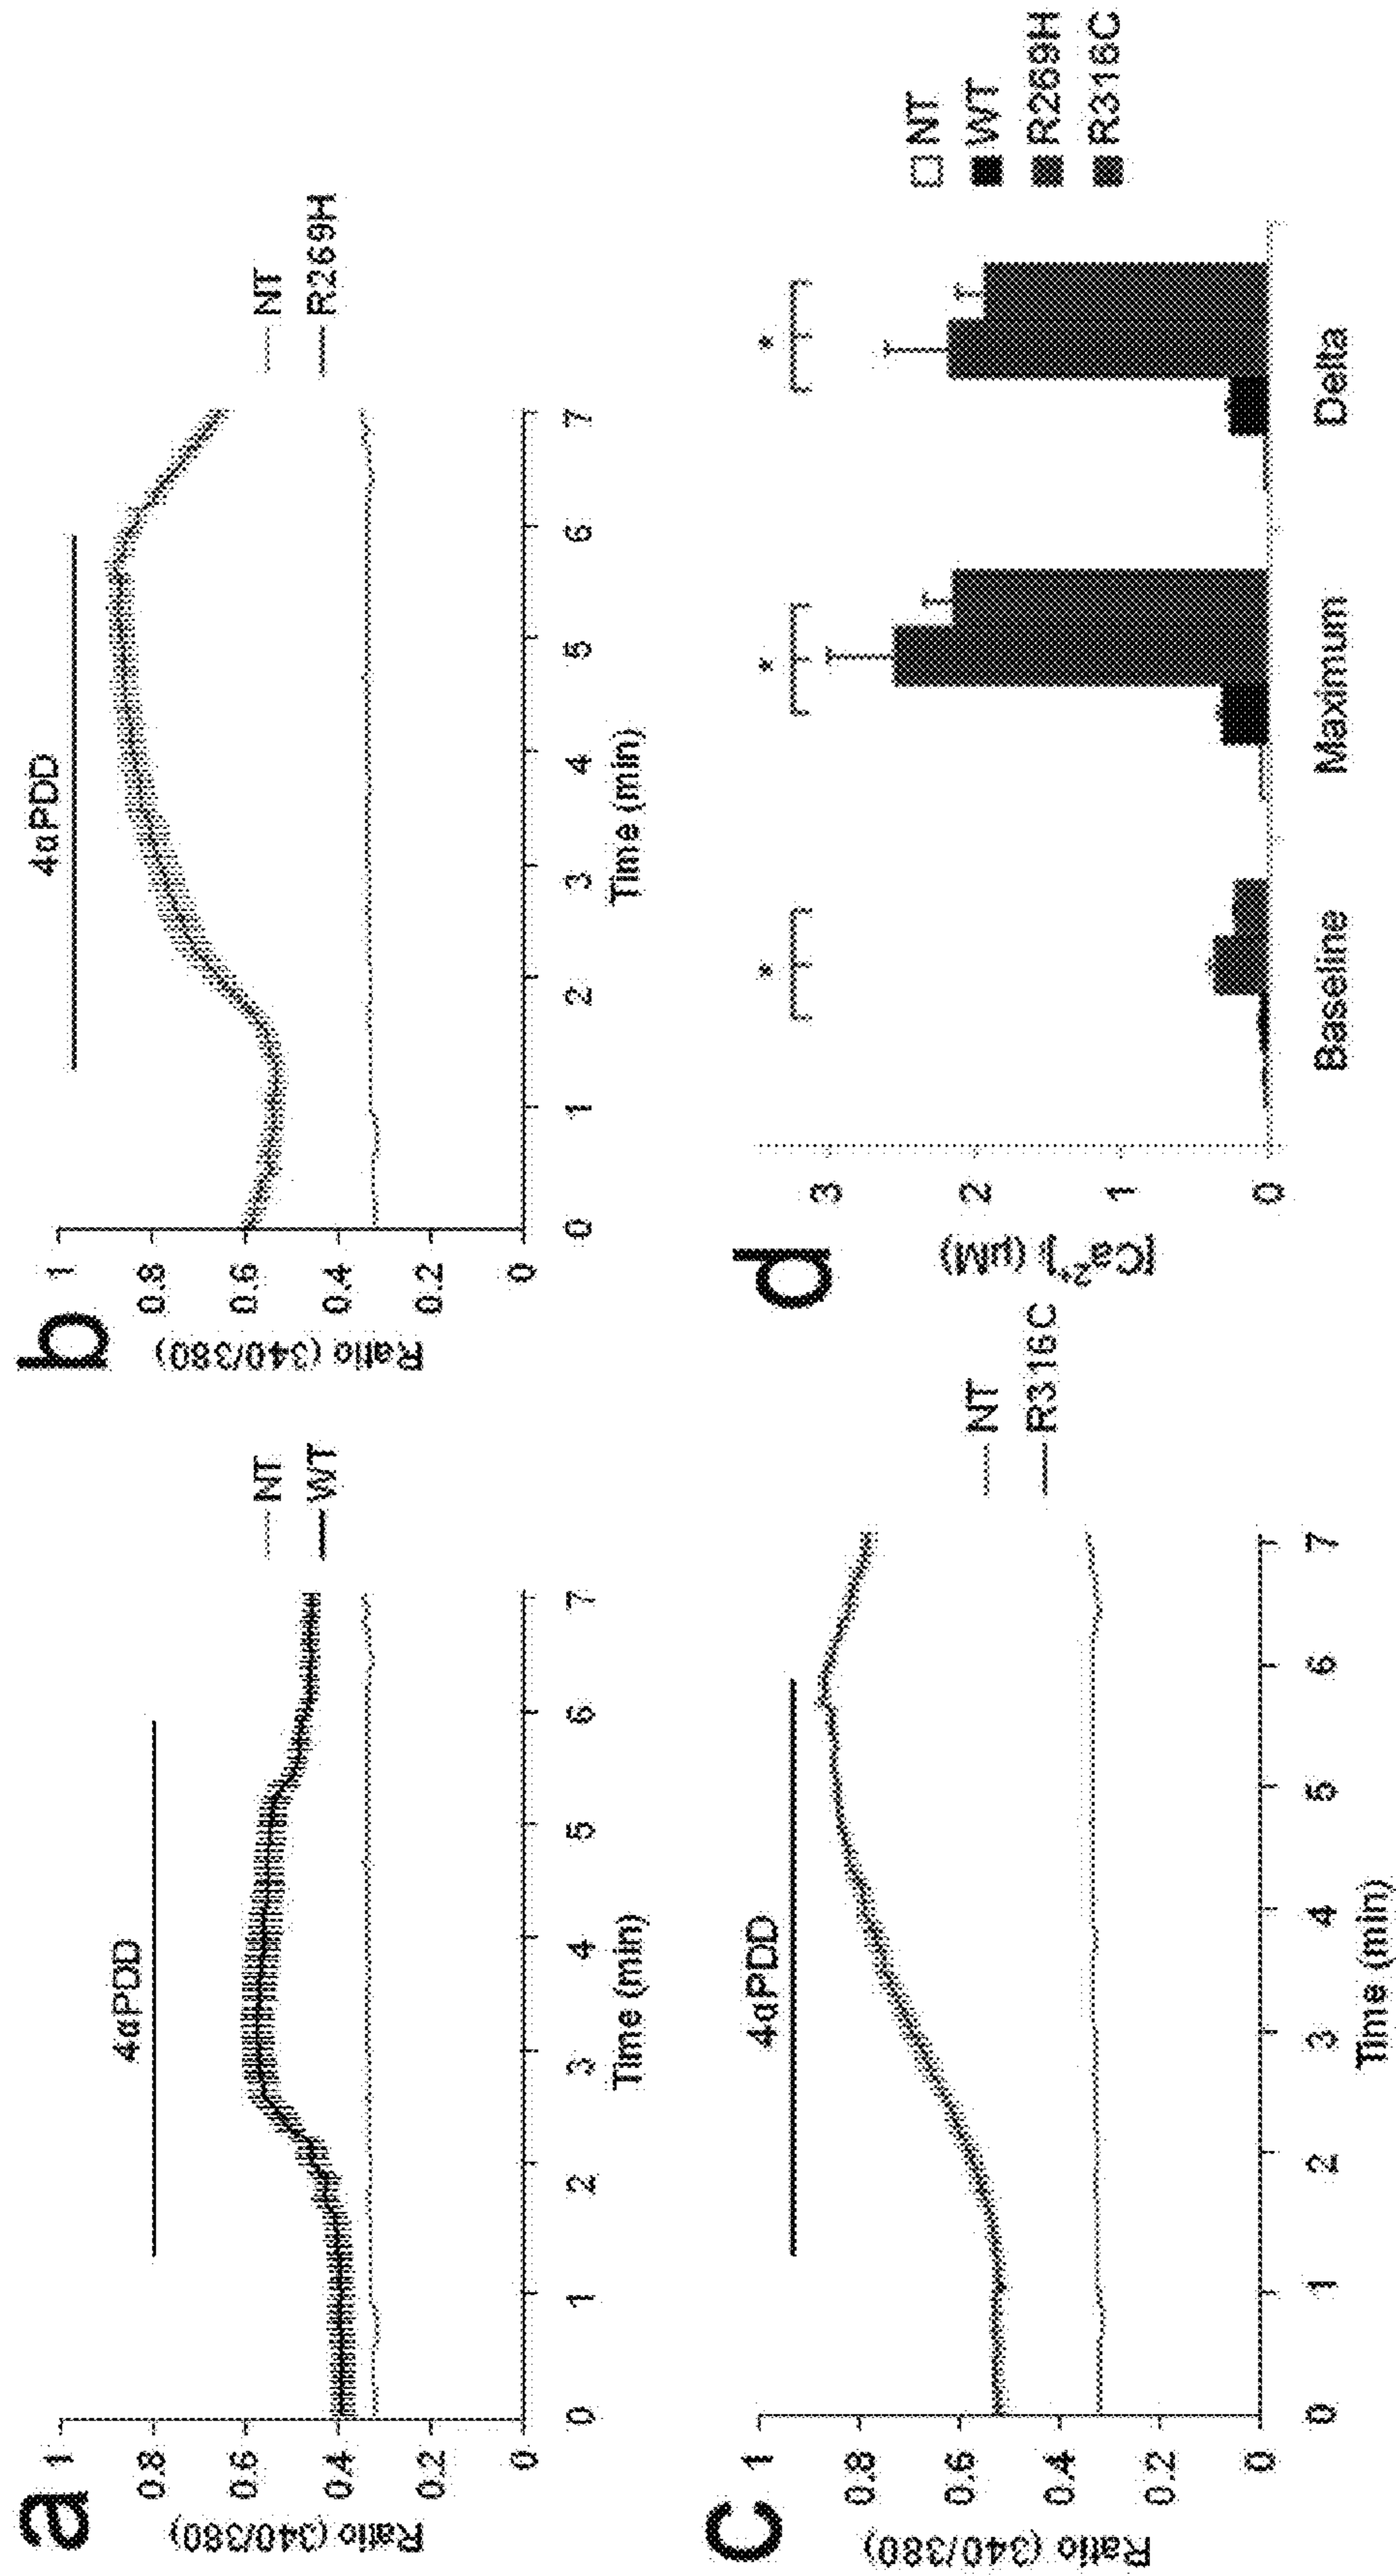 a
4αPDD
NT
WT
Ratio (340/380)
1
0.8
0.6
0.4
0.2
0
0 1 2 3 4 5 6 7
Time (min)
b
4αPDD
NT
R269H
Ratio (340/380)
1
0.8
0.6
0.4
0.2
0
0 1 2 3 4 5 6 7
Time (min)
c
4αPDD
NT
R316C
Ratio (340/380)
1
0.8
0.6
0.4
0.2
0
0 1 2 3 4 5 6 7
Time (min)
d
[Ca²⁺]ᵢ (µM)
3
2
1
0
* * *
Baseline Maximum Delta
NT
WT
R269H
R316C